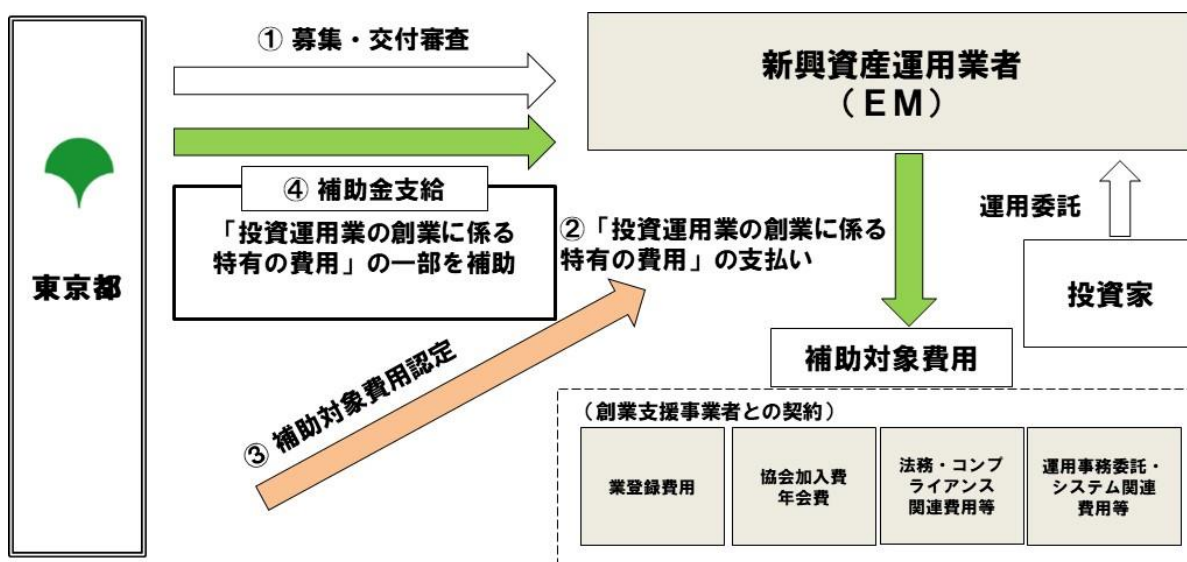 ① 募集・交付審査
新興資産運用業者
（ＥＭ）
東京都
④ 補助金支給
「投資運用業の創業に係る
特有の費用」の一部を補助
②「投資運用業の創業に係る
特有の費用」の支払い
運用委託
投資家
③ 補助対象費用認定
補助対象費用
（創業支援事業者との契約）
業登録費用
協会加入費
年会費
法務・コンプ
ライアンス
関連費用等
運用事務委託・
システム関連
費用等